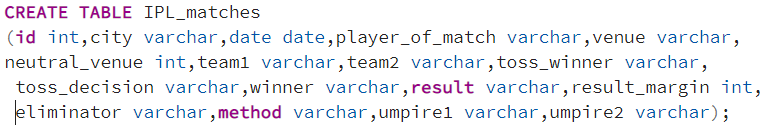 CREATE TABLE IPL_matches
(id int,city varchar,date date,player_of_match varchar,venue varchar,
neutral_venue int,team1 varchar,team2 varchar,toss_winner varchar,
toss_decision varchar,winner varchar,result varchar,result_margin int,
eliminator varchar,method varchar,umpire1 varchar,umpire2 varchar);